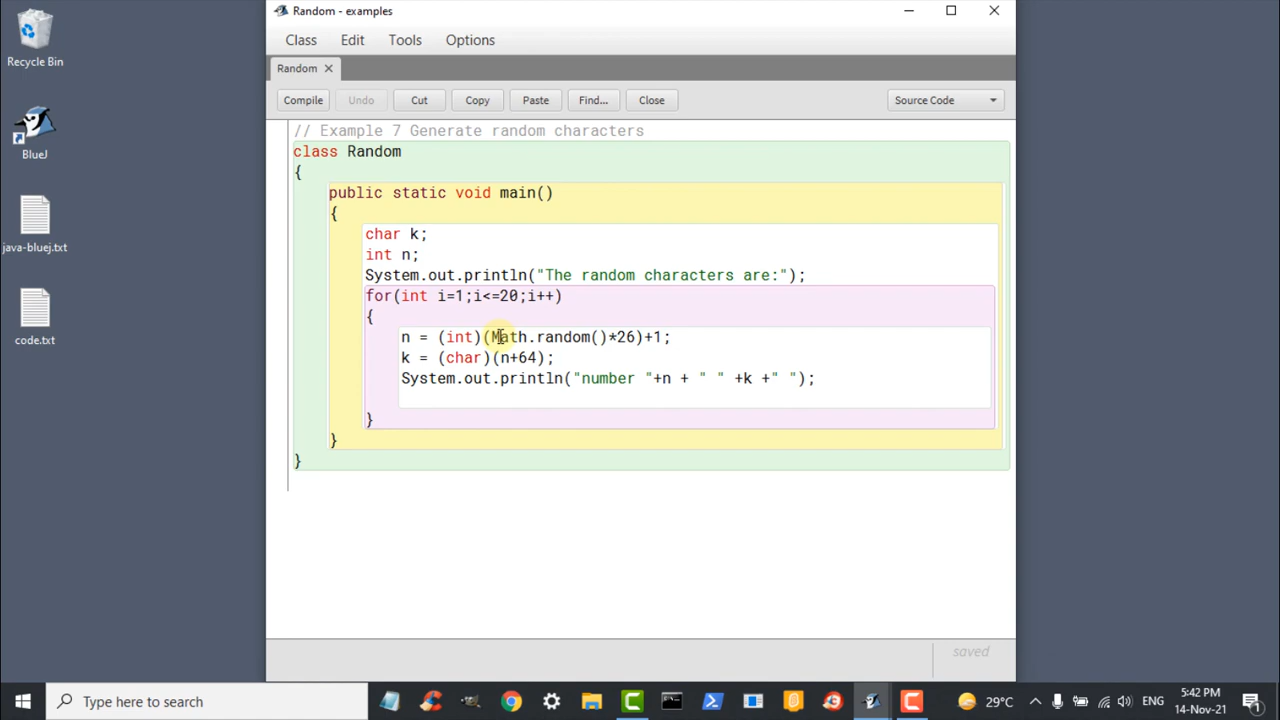 Random - examples
Class Edit Tools Options
Random ✕
Compile Undo Cut Copy Paste Find... Close Source Code
// Example 7 Generate random characters
class Random
{
public static void main()
{
char k;
int n;
System.out.println("The random characters are:");
for(int i=1;i<=20;i++)
{
n = (int)(Math.random()*26)+1;
k = (char)(n+64);
System.out.println("number "+n + " " +k +" ");
}
}
}
saved
Recycle Bin
BlueJ
java-bluej.txt
code.txt
Type here to search
29°C
ENG
5:42 PM
14-Nov-21
1